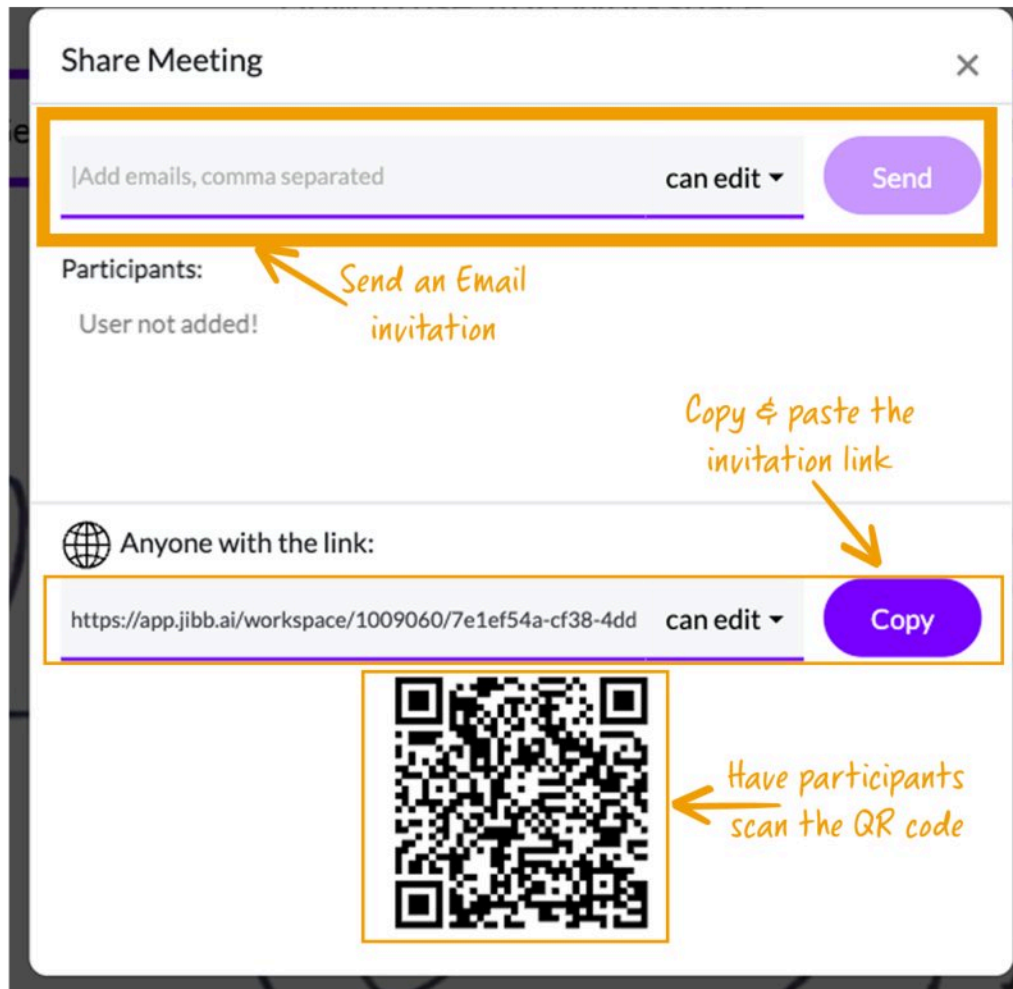 Share Meeting
Add emails, comma separated can edit Send
Participants:
Send an Email
invitation
User not added!
Copy & paste the
invitation link
Anyone with the link:
https://app.jibb.ai/workspace/1009060/7e1ef54a-cf38-4dd can edit Copy
Have participants
scan the QR code